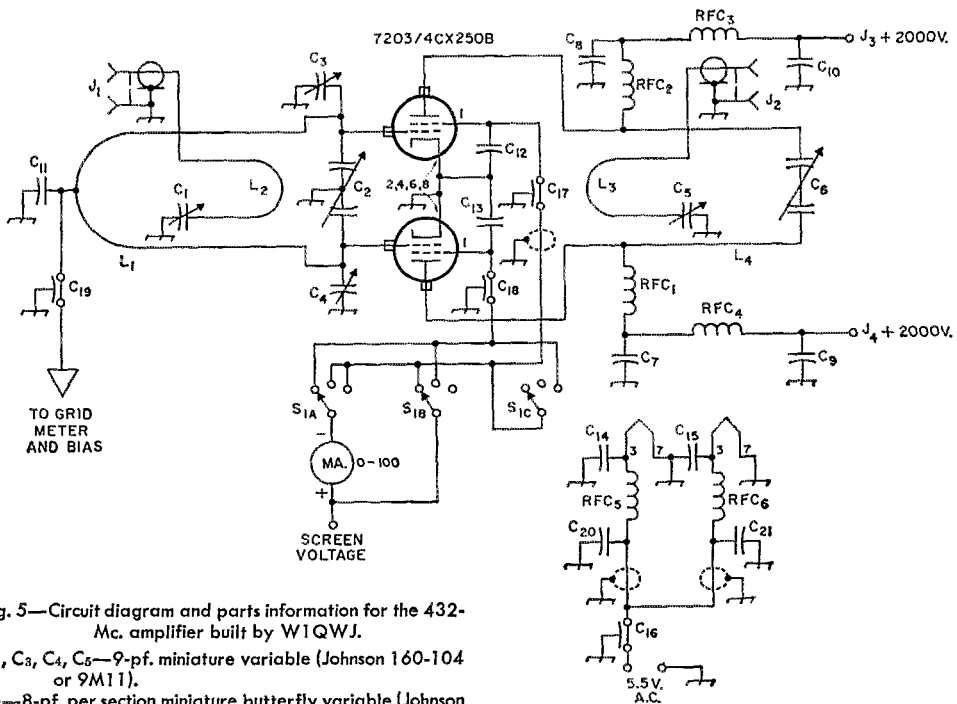 RFC3
J3 + 2000V.
7203/4CX250B
C8
C3
C10
J1
RFC2
J2
1
C12
C11
2,4,6,8
C17
C2
L2
C1
L3
C5
C6
C13
1
L1
L4
C18
C4
RFC1
C19
RFC4
J4 + 2000V.
C7
C9
S1A
S1B
S1C
TO GRID
METER
AND BIAS
-
MA.
0-100
+
SCREEN
VOLTAGE
C14
3
7
C15
3
7
RFC5
RFC6
C20
C21
C16
5.5V.
A.C.
g. 5—Circuit diagram and parts information for the 432-
Mc. amplifier built by W1QWJ.
, C3, C4, C5—9-pf. miniature variable (Johnson 160-104
or 9M11).
—8-pf. per section miniature butterfly variable (Johnson